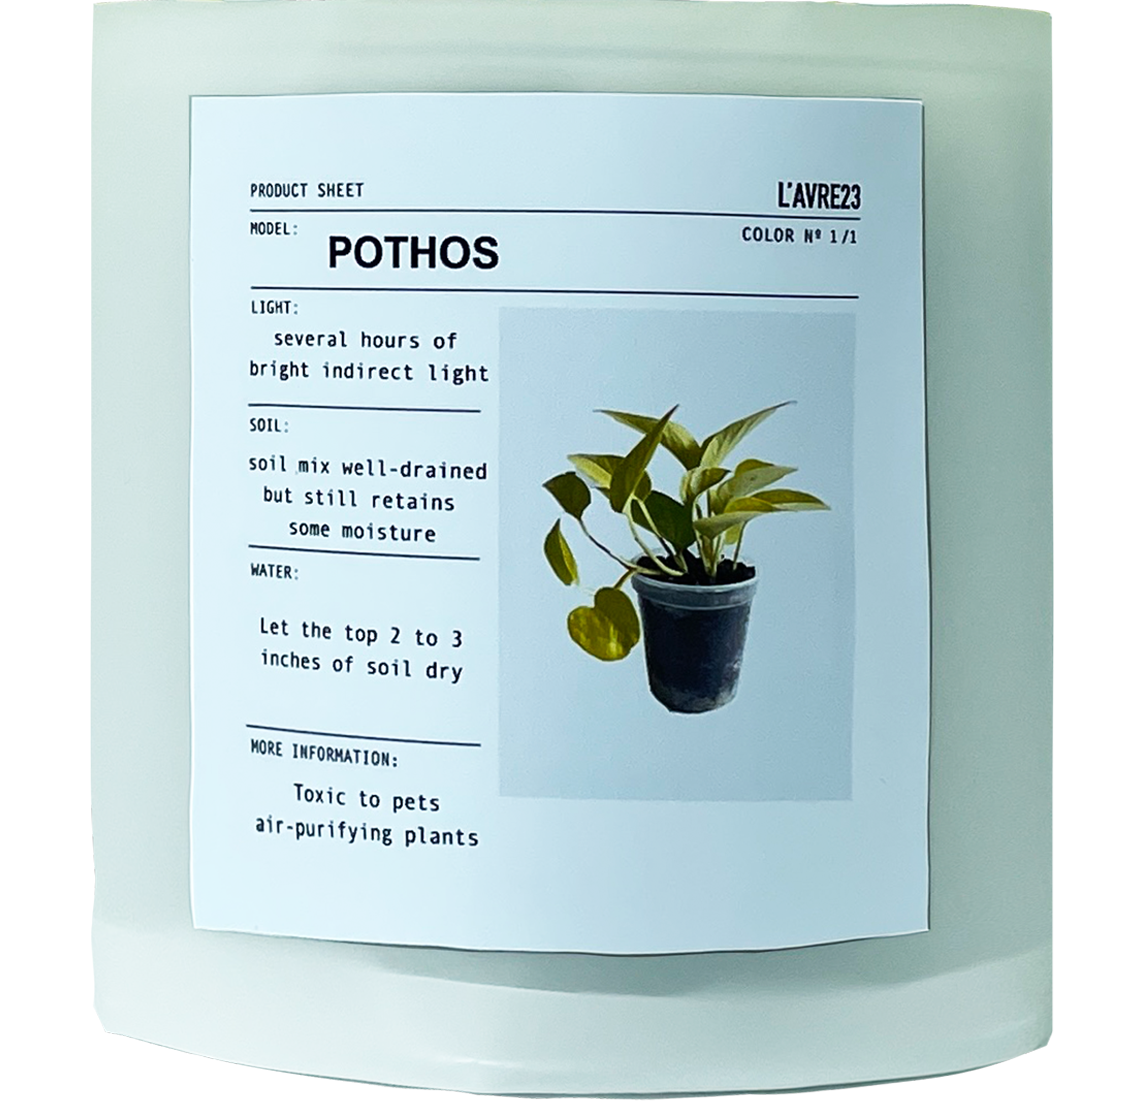 PRODUCT SHEET
L'AVRE23
MODEL:
POTHOS
COLOR Nº 1/1
LIGHT:
several hours of
bright indirect light
SOIL:
soil mix well-drained
but still retains
some moisture
WATER:
Let the top 2 to 3
inches of soil dry
MORE INFORMATION:
Toxic to pets
air-purifying plants